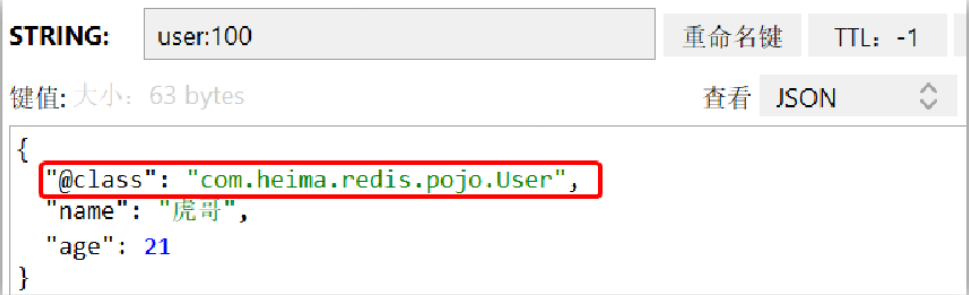 STRING: user:100 重命名键 TTL: -1
键值: 大小: 63 bytes 查看 JSON
{
"@class": "com.heima.redis.pojo.User",
"name": "虎哥",
"age": 21
}